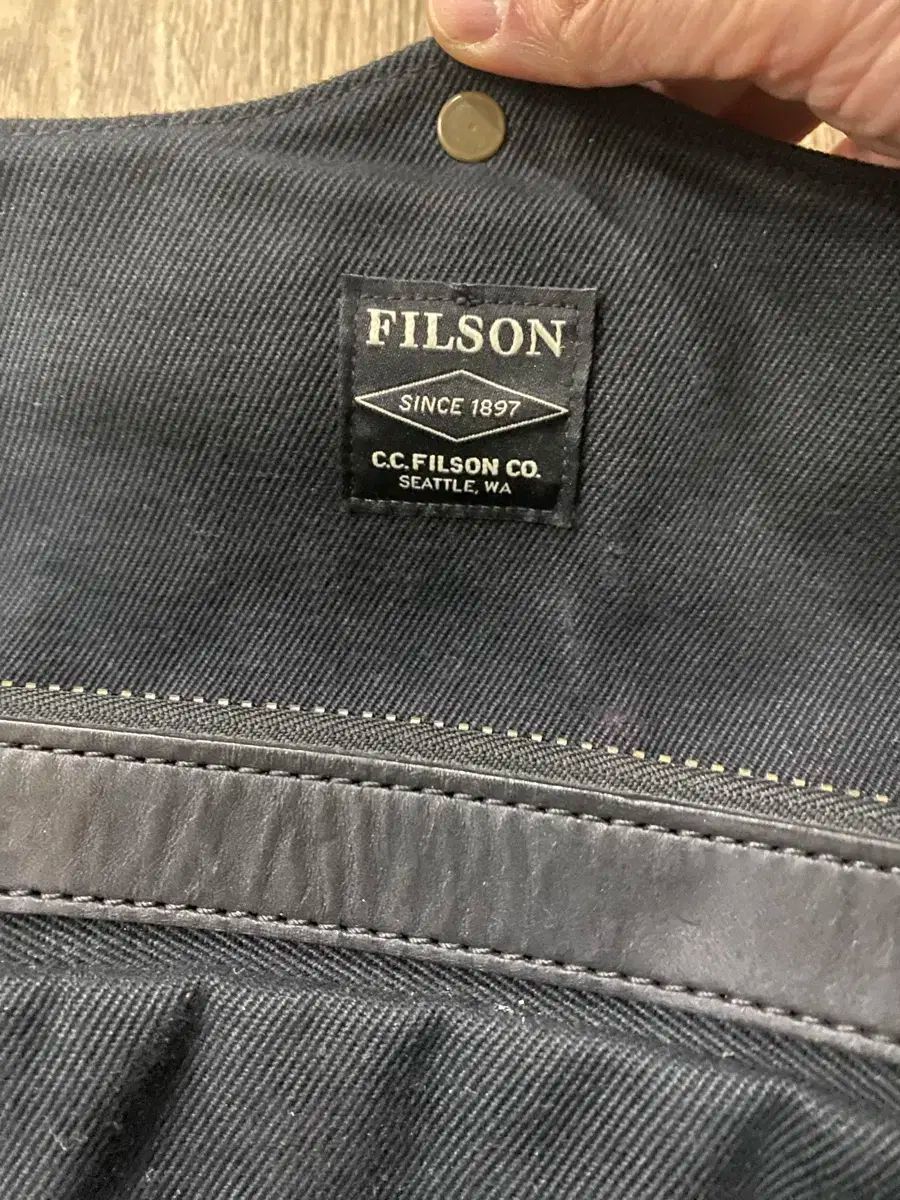 FILSON
SINCE 1897
C.C. FILSON CO.
SEATTLE, WA